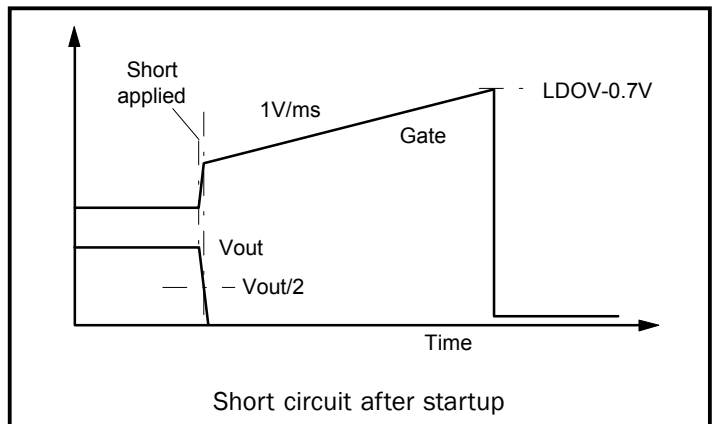 Short
applied
1V/ms
LDOV-0.7V
Gate
Vout
Vout/2
Time
Short circuit after startup